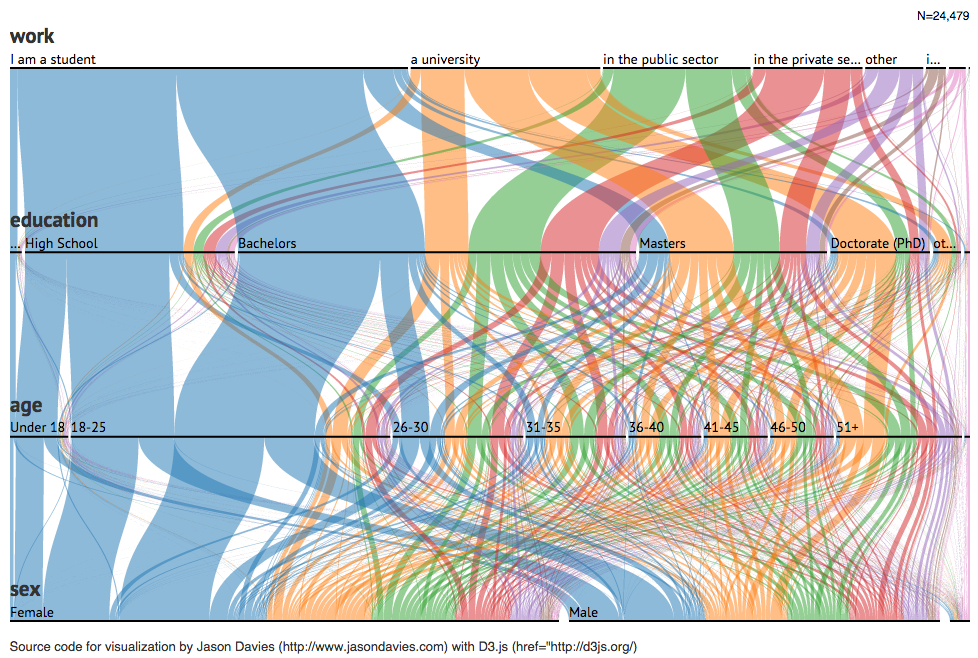 N=24,479
work
I am a student a university in the public sector in the private se... other i...
education
... High School Bachelors Masters Doctorate (PhD) ot...
age
Under 18 18-25 26-30 31-35 36-40 41-45 46-50 51+
sex
Female Male
Source code for visualization by Jason Davies (http://www.jasondavies.com) with D3.js (href="http://d3js.org/)